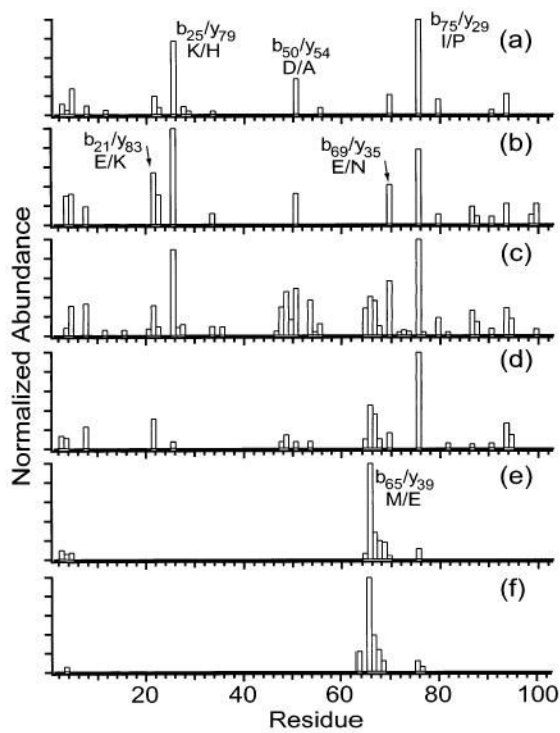 b25/y79
K/H
b50/y54
D/A
b75/y29
I/P
(a)
b21/y83
E/K
b69/y35
E/N
(b)
(c)
(d)
b65/y39
M/E
(e)
(f)
Normalized Abundance
20 40 60 80 100
Residue